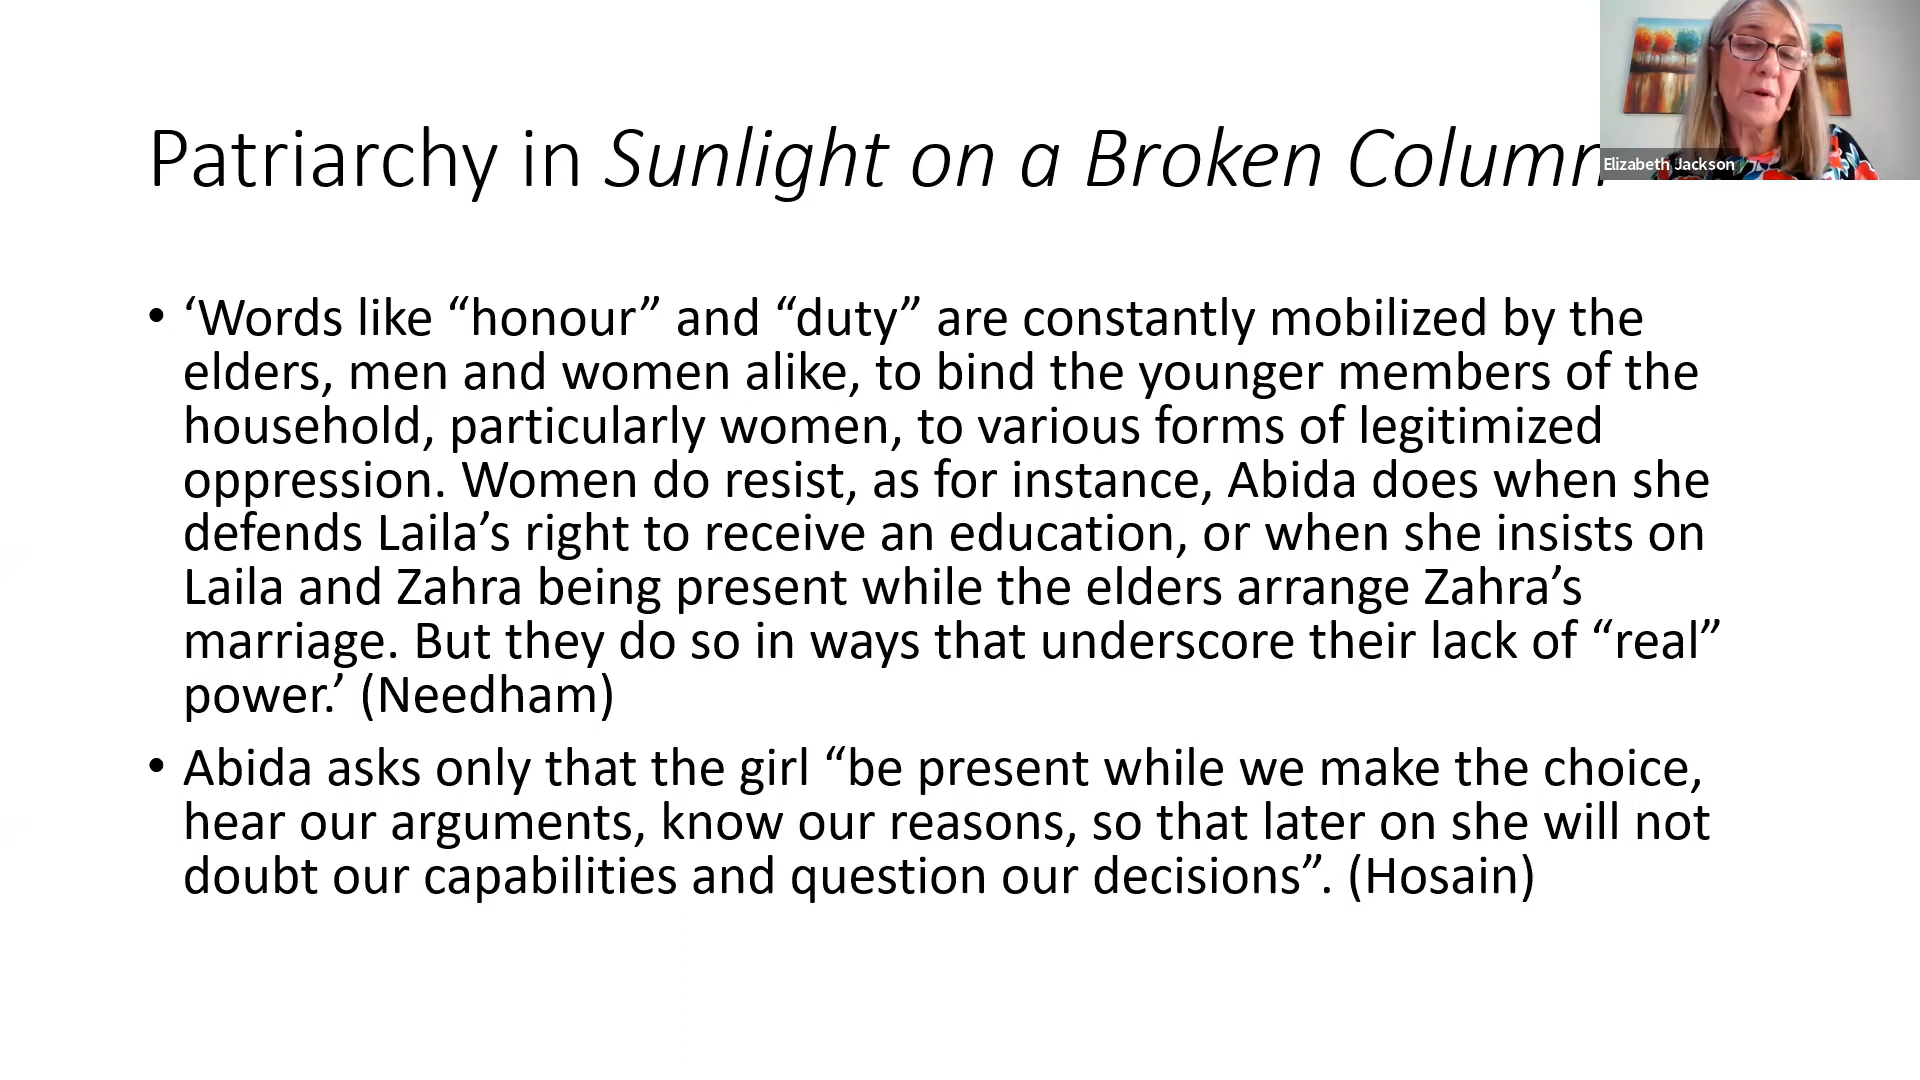 Patriarchy in Sunlight on a Broken Column
Elizabeth Jackson
• ‘Words like “honour” and “duty” are constantly mobilized by the
elders, men and women alike, to bind the younger members of the
household, particularly women, to various forms of legitimized
oppression. Women do resist, as for instance, Abida does when she
defends Laila’s right to receive an education, or when she insists on
Laila and Zahra being present while the elders arrange Zahra’s
marriage. But they do so in ways that underscore their lack of “real”
power.’ (Needham)
• Abida asks only that the girl “be present while we make the choice,
hear our arguments, know our reasons, so that later on she will not
doubt our capabilities and question our decisions”. (Hosain)